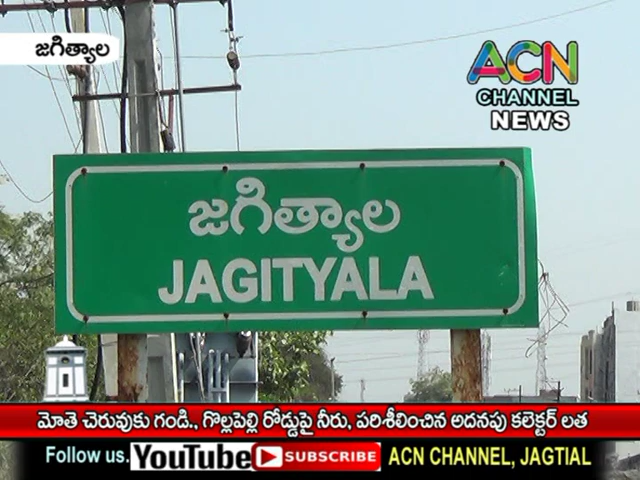 జగిత్యాల
ACN
CHANNEL
NEWS
జగిత్యాల
JAGITYALA
మోతె చెరువుకు గండి., గొల్లపెల్లి రోడ్డుపై నీరు, పరిశీలించిన అదనపు కలెక్టర్ లత
Follow us. YouTube SUBSCRIBE ACN CHANNEL, JAGTIAL